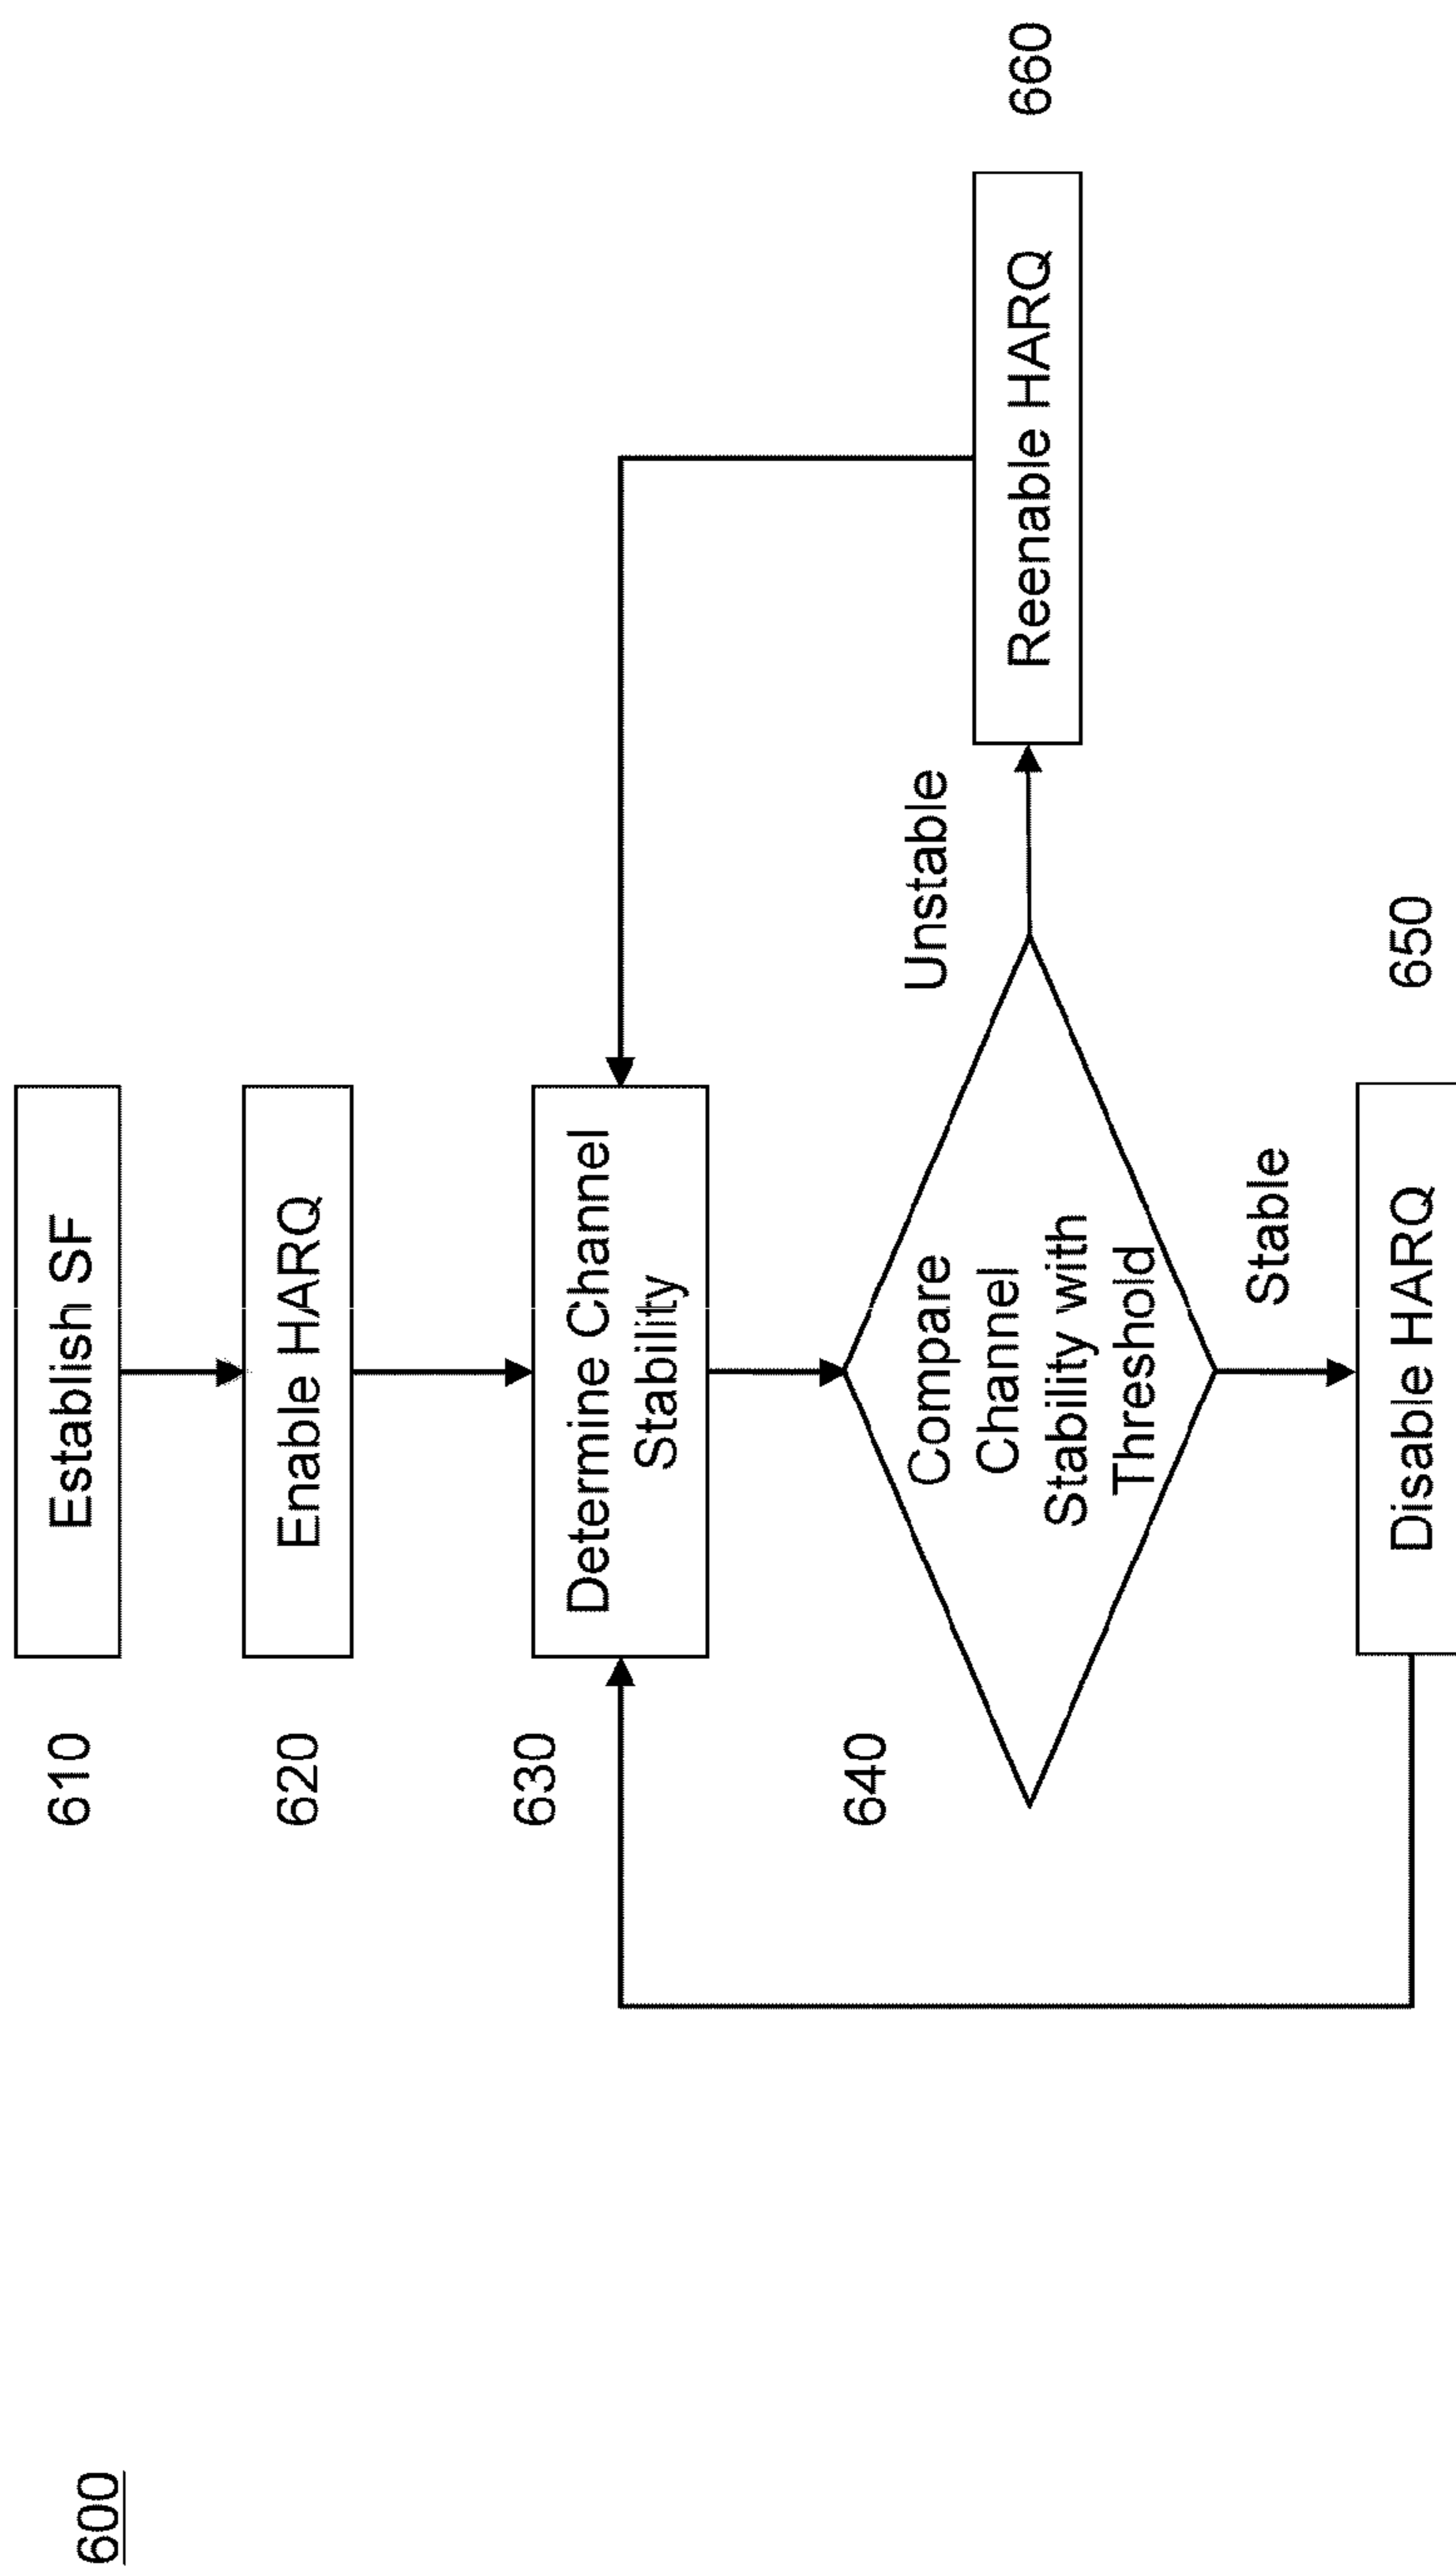 600
610
Establish SF
620
Enable HARQ
630
Determine Channel
Stability
640
Compare
Channel
Stability with
Threshold
Unstable
Reenable HARQ
660
Stable
Disable HARQ
650